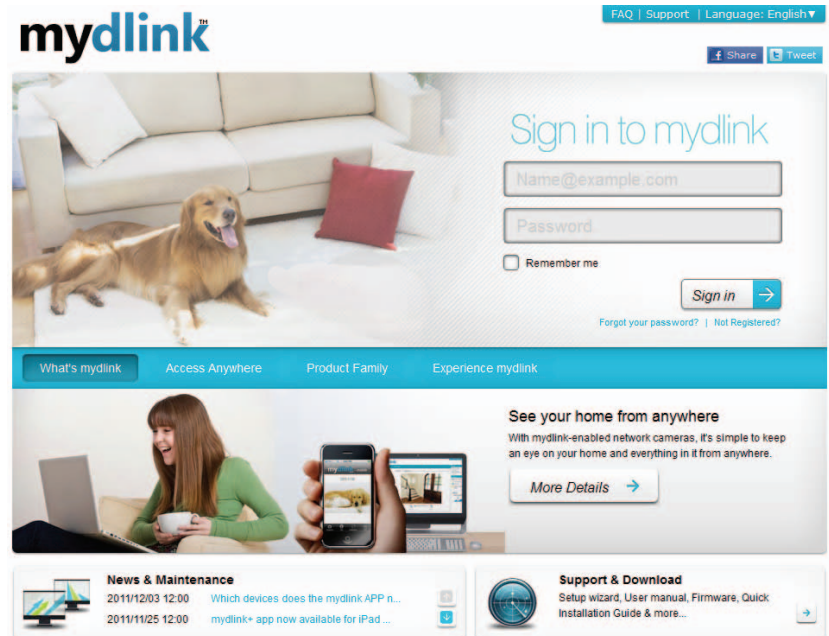 FAQ | Support | Language: English▼
mydlink™
Share Tweet
Sign in to mydlink
Name@example.com
Password
Remember me
Sign in
Forgot your password? | Not Registered?
What's mydlink Access Anywhere Product Family Experience mydlink
See your home from anywhere
With mydlink-enabled network cameras, it's simple to keep
an eye on your home and everything in it from anywhere.
More Details
News & Maintenance
2011/12/03 12:00 Which devices does the mydlink APP n...
2011/11/25 12:00 mydlink+ app now available for iPad ...
Support & Download
Setup wizard, User manual, Firmware, Quick
Installation Guide & more...